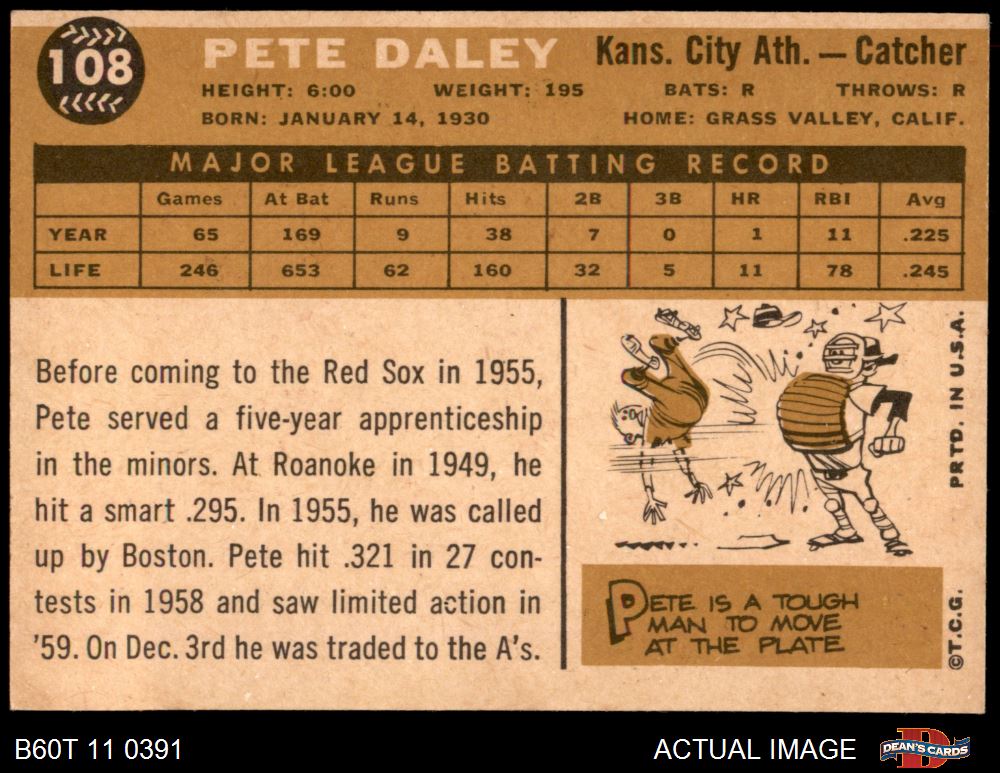 108
PETE DALEY Kans. City Ath. — Catcher
HEIGHT: 6:00 WEIGHT: 195 BATS: R THROWS: R
BORN: JANUARY 14, 1930 HOME: GRASS VALLEY, CALIF.
MAJOR LEAGUE BATTING RECORD
Games At Bat Runs Hits 2B 3B HR RBI Avg
YEAR 65 169 9 38 7 0 1 11 .225
LIFE 246 653 62 160 32 5 11 78 .245
Before coming to the Red Sox in 1955,
Pete served a five-year apprenticeship
in the minors. At Roanoke in 1949, he
hit a smart .295. In 1955, he was called
up by Boston. Pete hit .321 in 27 con-
tests in 1958 and saw limited action in
'59. On Dec. 3rd he was traded to the A's.
PETE IS A TOUGH
MAN TO MOVE
AT THE PLATE
©T.C.G. PRTD. IN U.S.A.
B60T 11 0391 ACTUAL IMAGE DEAN'S CARDS